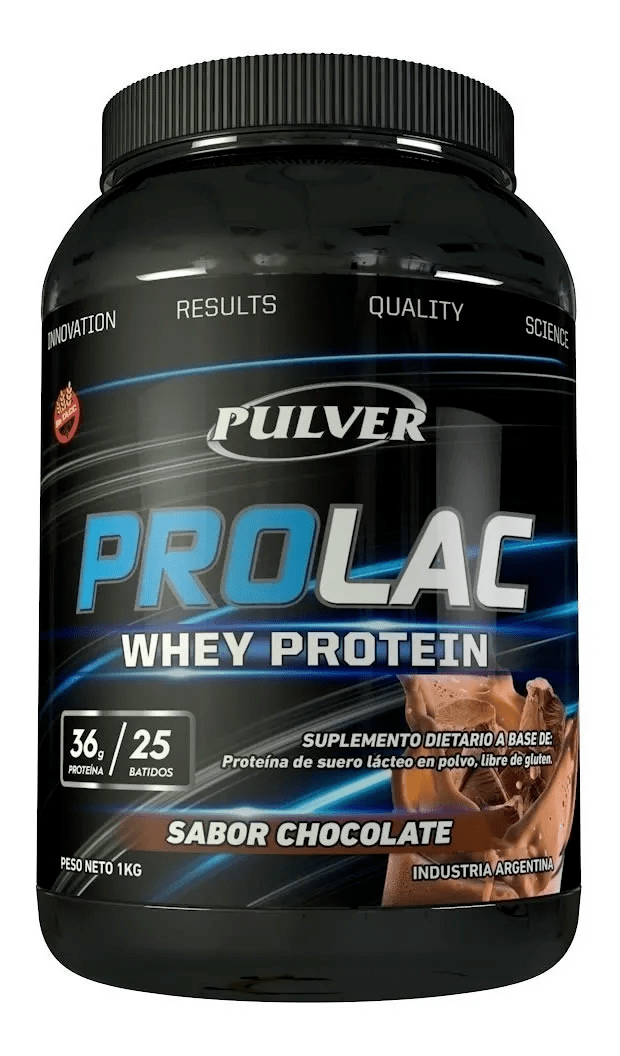 INNOVATION RESULTS QUALITY SCIENCE
PULVER
PROLAC
WHEY PROTEIN
36g PROTEÍNA / 25 BATIDOS
SUPLEMENTO DIETARIO A BASE DE:
Proteína de suero lácteo en polvo, libre de gluten.
SABOR CHOCOLATE
PESO NETO 1KG
INDUSTRIA ARGENTINA